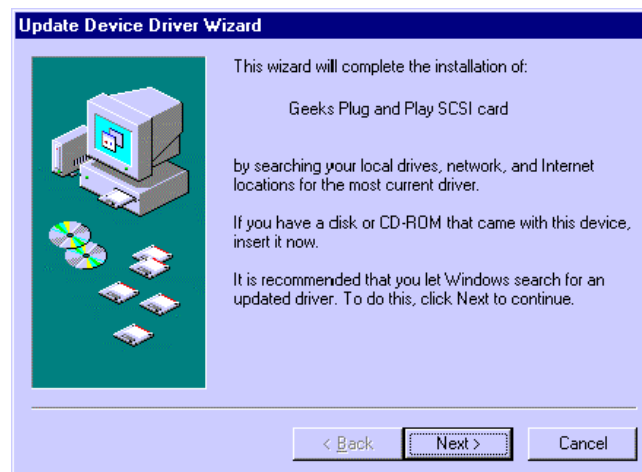 Update Device Driver Wizard
This wizard will complete the installation of:
Geeks Plug and Play SCSI card
by searching your local drives, network, and Internet
locations for the most current driver.
If you have a disk or CD-ROM that came with this device,
insert it now.
It is recommended that you let Windows search for an
updated driver. To do this, click Next to continue.
< Back
Next >
Cancel